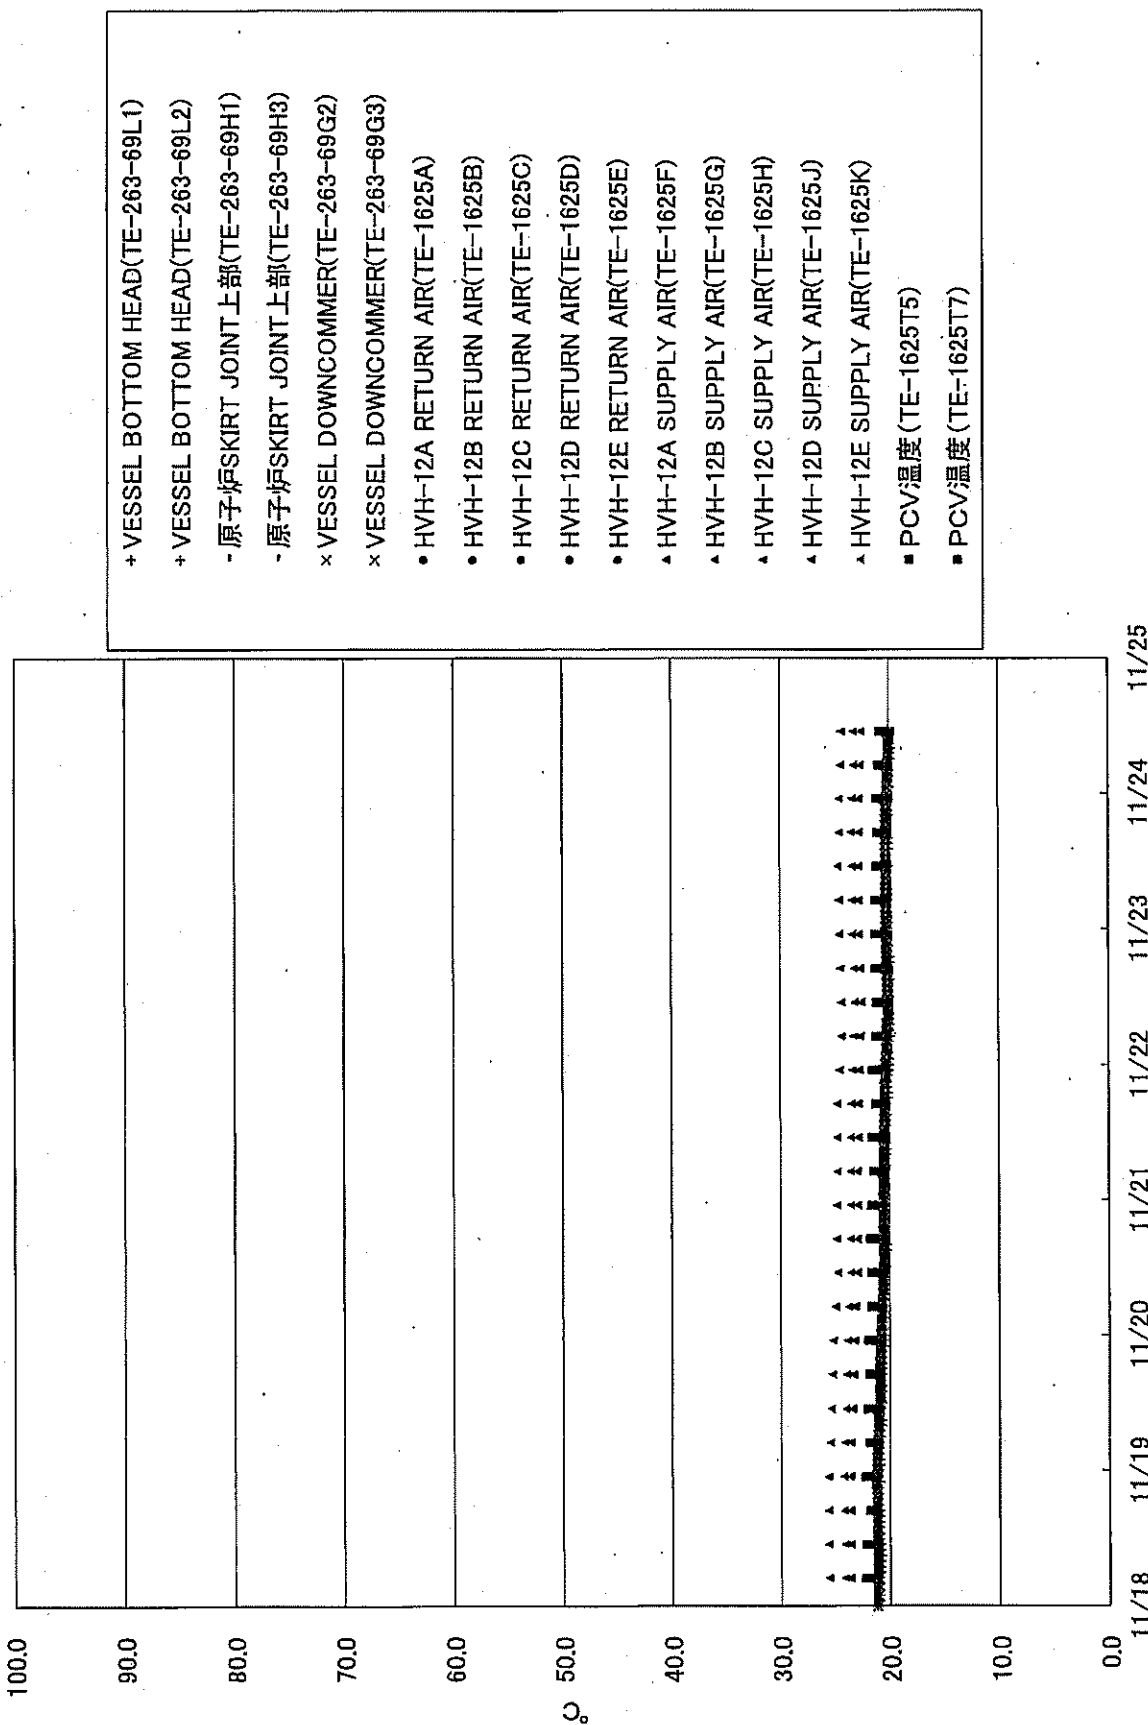 + VESSEL BOTTOM HEAD(TE-263-69L1)
+ VESSEL BOTTOM HEAD(TE-263-69L2)
- 原子炉SKIRT JOINT上部(TE-263-69H1)
- 原子炉SKIRT JOINT上部(TE-263-69H3)
× VESSEL DOWNCOMMER(TE-263-69G2)
× VESSEL DOWNCOMMER(TE-263-69G3)
● HVH-12A RETURN AIR(TE-1625A)
● HVH-12B RETURN AIR(TE-1625B)
● HVH-12C RETURN AIR(TE-1625C)
● HVH-12D RETURN AIR(TE-1625D)
● HVH-12E RETURN AIR(TE-1625E)
▲ HVH-12A SUPPLY AIR(TE-1625F)
▲ HVH-12B SUPPLY AIR(TE-1625G)
▲ HVH-12C SUPPLY AIR(TE-1625H)
▲ HVH-12D SUPPLY AIR(TE-1625J)
▲ HVH-12E SUPPLY AIR(TE-1625K)
■ PCV温度(TE-1625T5)
■ PCV温度(TE-1625T7)
100.0
90.0
80.0
70.0
60.0
50.0
40.0
30.0
20.0
10.0
0.0
℃
11/18
11/19
11/20
11/21
11/22
11/23
11/24
11/25